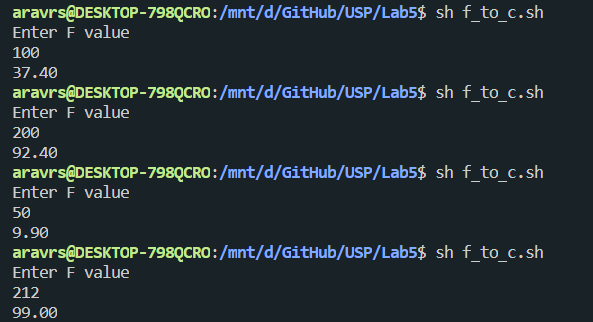 aravrs@DESKTOP-798QCRO:/mnt/d/GitHub/USP/Lab5$ sh f_to_c.sh
Enter F value
100
37.40
aravrs@DESKTOP-798QCRO:/mnt/d/GitHub/USP/Lab5$ sh f_to_c.sh
Enter F value
200
92.40
aravrs@DESKTOP-798QCRO:/mnt/d/GitHub/USP/Lab5$ sh f_to_c.sh
Enter F value
50
9.90
aravrs@DESKTOP-798QCRO:/mnt/d/GitHub/USP/Lab5$ sh f_to_c.sh
Enter F value
212
99.00